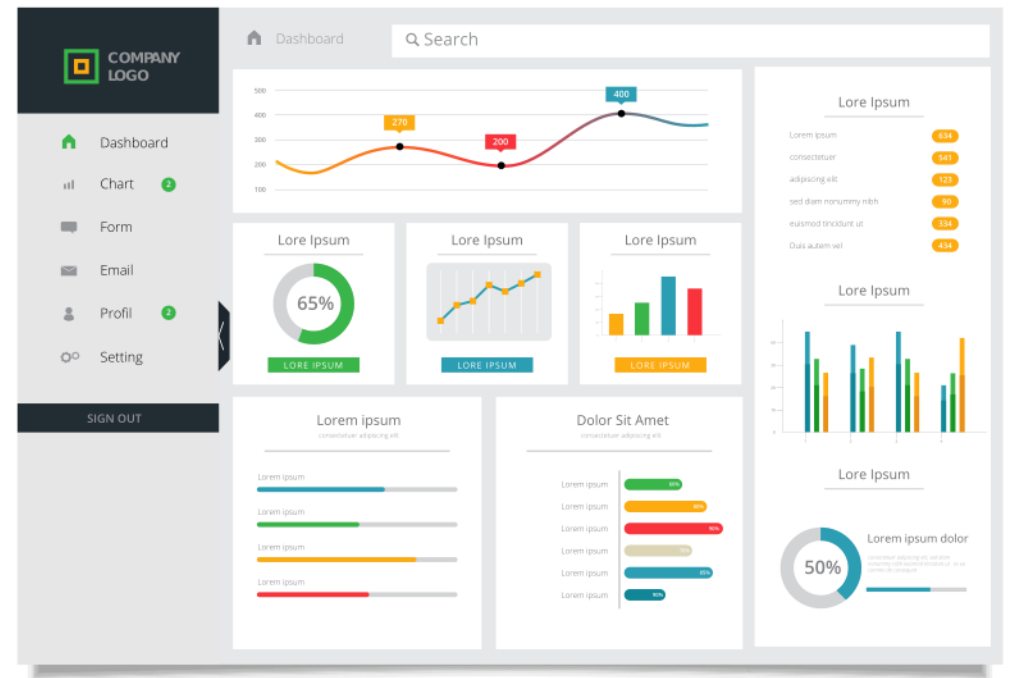 COMPANY
LOGO
Dashboard
Search
Dashboard
Chart 2
Form
Email
Profil 2
Setting
SIGN OUT
500
400
300
200
100
270
200
400
Lore Ipsum
65%
LORE IPSUM
Lore Ipsum
LORE IPSUM
Lore Ipsum
LORE IPSUM
Lorem ipsum
consectetuer adipiscing elit
Lorem ipsum
Lorem ipsum
Lorem ipsum
Lorem ipsum
Dolor Sit Amet
consectetuer adipiscing elit
Lorem ipsum
Lorem ipsum
Lorem ipsum 90%
Lorem ipsum
Lorem ipsum 85%
Lorem ipsum
Lore Ipsum
Lorem ipsum 634
consectetuer 541
adipiscing elit 123
sed diam nonummy nibh 90
euismod tincidunt ut 334
Duis autem vel 434
Lore Ipsum
Lore Ipsum
50%
Lorem ipsum dolor